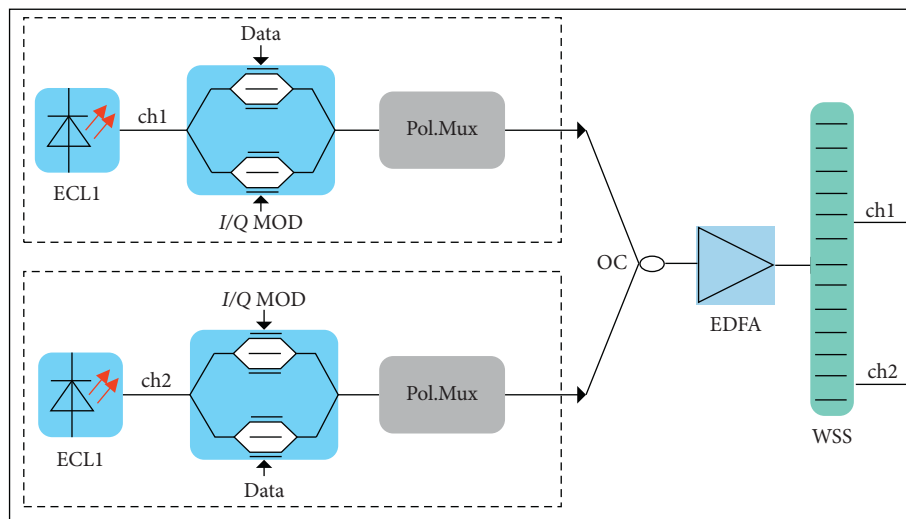 Data
ch1
Pol.Mux
ECL1
I/Q MOD
ch1
OC
EDFA
I/Q MOD
ch2
Pol.Mux
ch2
ECL1
WSS
Data